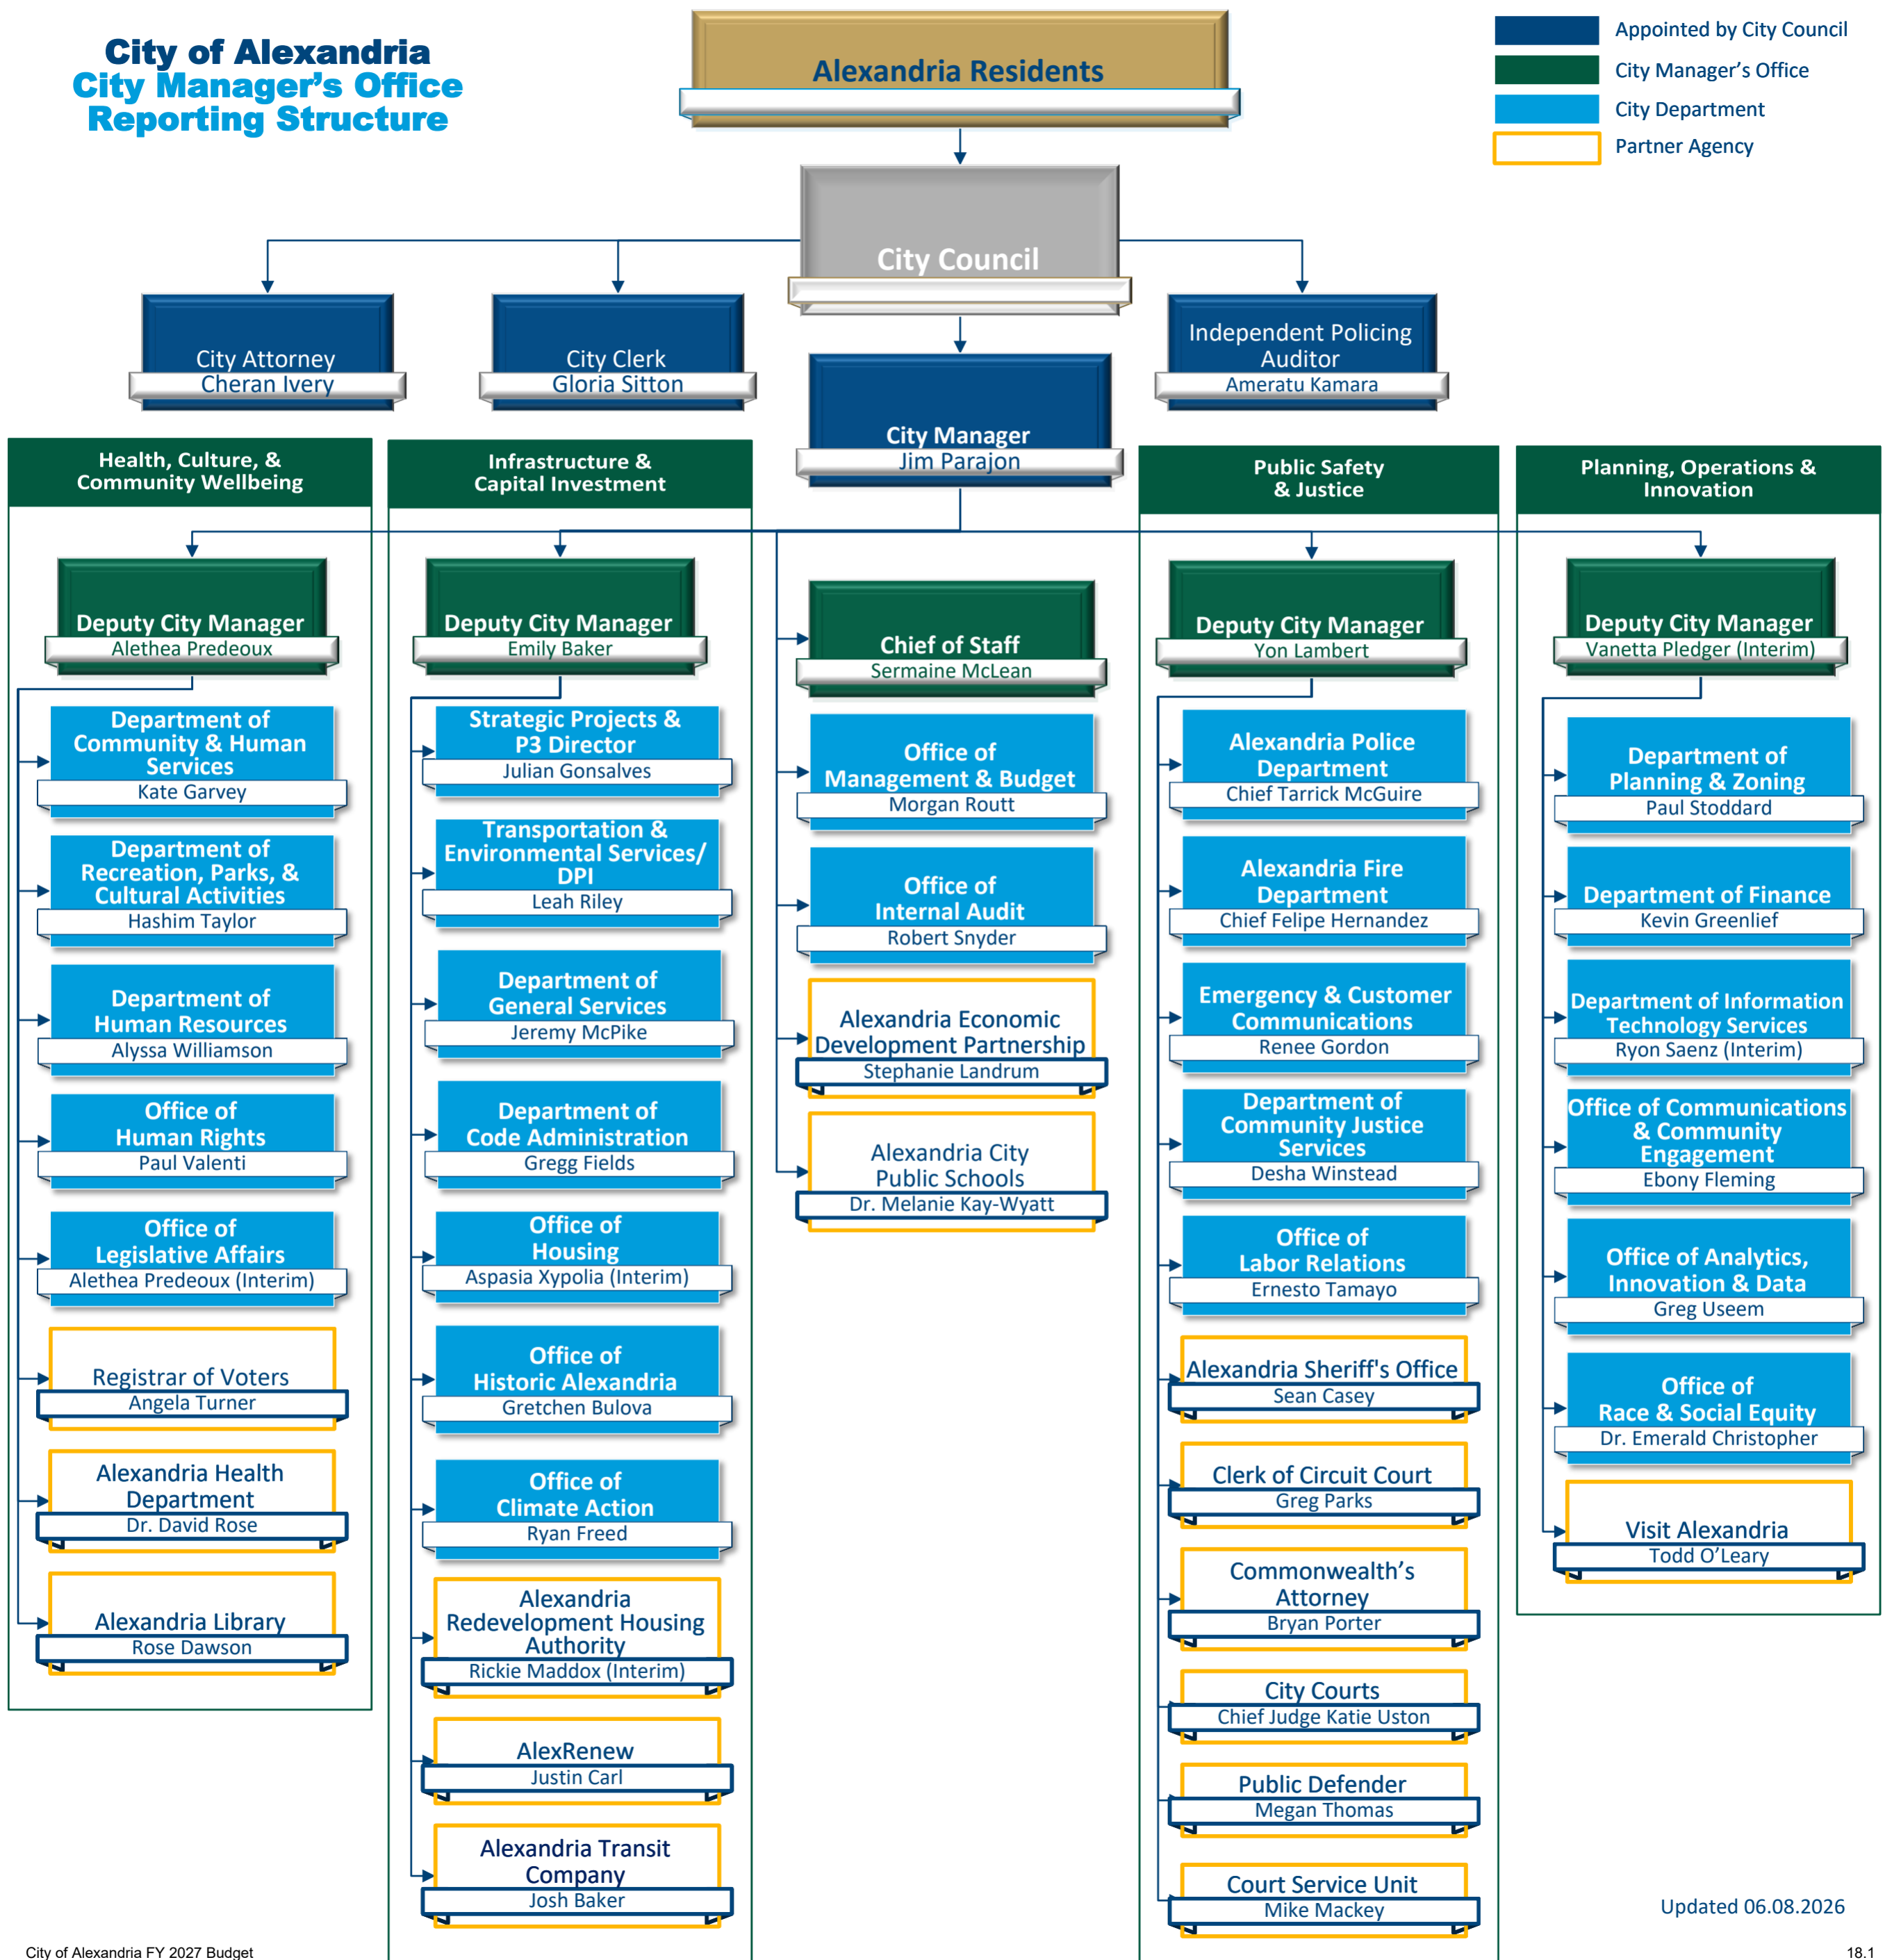 City of Alexandria
City Manager's Office
Reporting Structure
Alexandria Residents
Appointed by City Council
City Manager's Office
City Department
Partner Agency
City Council
City Attorney
Cheran Ivery
City Clerk
Gloria Sitton
Independent Policing
Auditor
Ameratu Kamara
City Manager
Jim Parajon
Health, Culture, &
Community Wellbeing
Deputy City Manager
Alethea Predeoux
Department of
Community & Human
Services
Kate Garvey
Department of
Recreation, Parks, &
Cultural Activities
Hashim Taylor
Department of
Human Resources
Alyssa Williamson
Office of
Human Rights
Paul Valenti
Office of
Legislative Affairs
Alethea Predeoux (Interim)
Registrar of Voters
Angela Turner
Alexandria Health
Department
Dr. David Rose
Alexandria Library
Rose Dawson
Infrastructure &
Capital Investment
Deputy City Manager
Emily Baker
Strategic Projects &
P3 Director
Julian Gonsalves
Transportation &
Environmental Services/
DPI
Leah Riley
Department of
General Services
Jeremy McPike
Department of
Code Administration
Gregg Fields
Office of
Housing
Aspasia Xypolia (Interim)
Office of
Historic Alexandria
Gretchen Bulova
Office of
Climate Action
Ryan Freed
Alexandria
Redevelopment Housing
Authority
Rickie Maddox (Interim)
AlexRenew
Justin Carl
Alexandria Transit
Company
Josh Baker
Chief of Staff
Sermaine McLean
Office of
Management & Budget
Morgan Routt
Office of
Internal Audit
Robert Snyder
Alexandria Economic
Development Partnership
Stephanie Landrum
Alexandria City
Public Schools
Dr. Melanie Kay-Wyatt
Public Safety
& Justice
Deputy City Manager
Yon Lambert
Alexandria Police
Department
Chief Tarrick McGuire
Alexandria Fire
Department
Chief Felipe Hernandez
Emergency & Customer
Communications
Renee Gordon
Department of
Community Justice
Services
Desha Winstead
Office of
Labor Relations
Ernesto Tamayo
Alexandria Sheriff's Office
Sean Casey
Clerk of Circuit Court
Greg Parks
Commonwealth's
Attorney
Bryan Porter
City Courts
Chief Judge Katie Uston
Public Defender
Megan Thomas
Court Service Unit
Mike Mackey
Planning, Operations &
Innovation
Deputy City Manager
Vanetta Pledger (Interim)
Department of
Planning & Zoning
Paul Stoddard
Department of Finance
Kevin Greenlief
Department of Information
Technology Services
Ryon Saenz (Interim)
Office of Communications
& Community
Engagement
Ebony Fleming
Office of Analytics,
Innovation & Data
Greg Useem
Office of
Race & Social Equity
Dr. Emerald Christopher
Visit Alexandria
Todd O'Leary
Updated 06.08.2026
City of Alexandria FY 2027 Budget
18.1